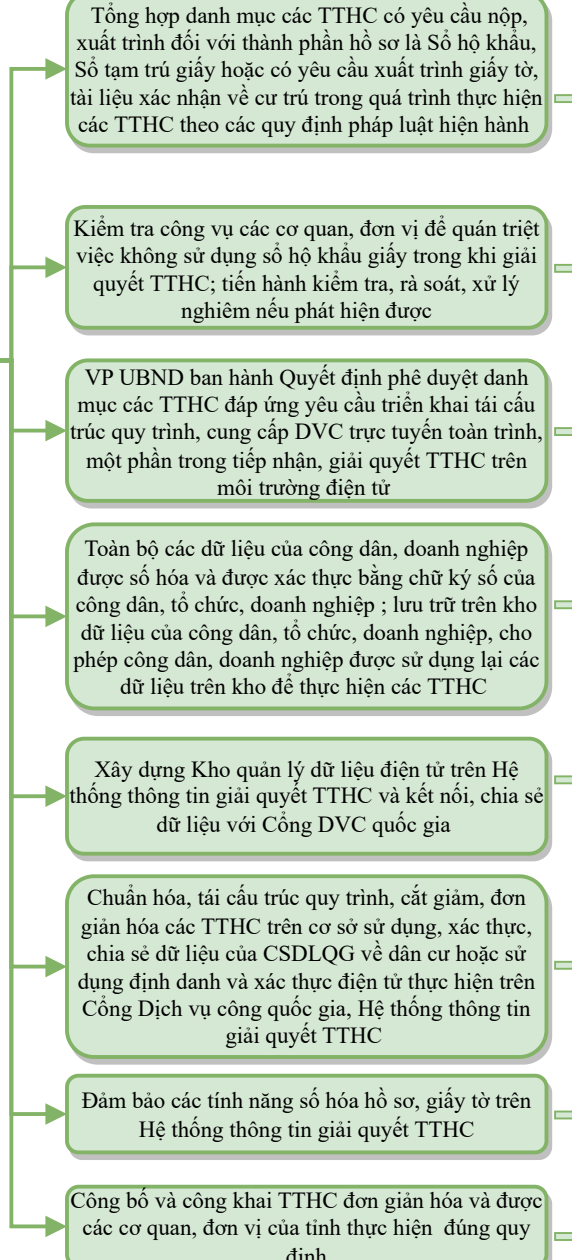 Tổng hợp danh mục các TTHC có yêu cầu nộp,
xuất trình đối với thành phần hồ sơ là Sổ hộ khẩu,
Sổ tạm trú giấy hoặc có yêu cầu xuất trình giấy tờ,
tài liệu xác nhận về cư trú trong quá trình thực hiện
các TTHC theo các quy định pháp luật hiện hành
Kiểm tra công vụ các cơ quan, đơn vị để quán triệt
việc không sử dụng sổ hộ khẩu giấy trong khi giải
quyết TTHC; tiến hành kiểm tra, rà soát, xử lý
nghiêm nếu phát hiện được
VP UBND ban hành Quyết định phê duyệt danh
mục các TTHC đáp ứng yêu cầu triển khai tái cấu
trúc quy trình, cung cấp DVC trực tuyến toàn trình,
một phần trong tiếp nhận, giải quyết TTHC trên
môi trường điện tử
Toàn bộ các dữ liệu của công dân, doanh nghiệp
được số hóa và được xác thực bằng chữ ký số của
công dân, tổ chức, doanh nghiệp ; lưu trữ trên kho
dữ liệu của công dân, tổ chức, doanh nghiệp, cho
phép công dân, doanh nghiệp được sử dụng lại các
dữ liệu trên kho để thực hiện các TTHC
Xây dựng Kho quản lý dữ liệu điện tử trên Hệ
thống thông tin giải quyết TTHC và kết nối, chia sẻ
dữ liệu với Cổng DVC quốc gia
Chuẩn hóa, tái cấu trúc quy trình, cắt giảm, đơn
giản hóa các TTHC trên cơ sở sử dụng, xác thực,
chia sẻ dữ liệu của CSDLQG về dân cư hoặc sử
dụng định danh và xác thực điện tử thực hiện trên
Cổng Dịch vụ công quốc gia, Hệ thống thông tin
giải quyết TTHC
Đảm bảo các tính năng số hóa hồ sơ, giấy tờ trên
Hệ thống thông tin giải quyết TTHC
Công bố và công khai TTHC đơn giản hóa và được
các cơ quan, đơn vị của tỉnh thực hiện đúng quy
định